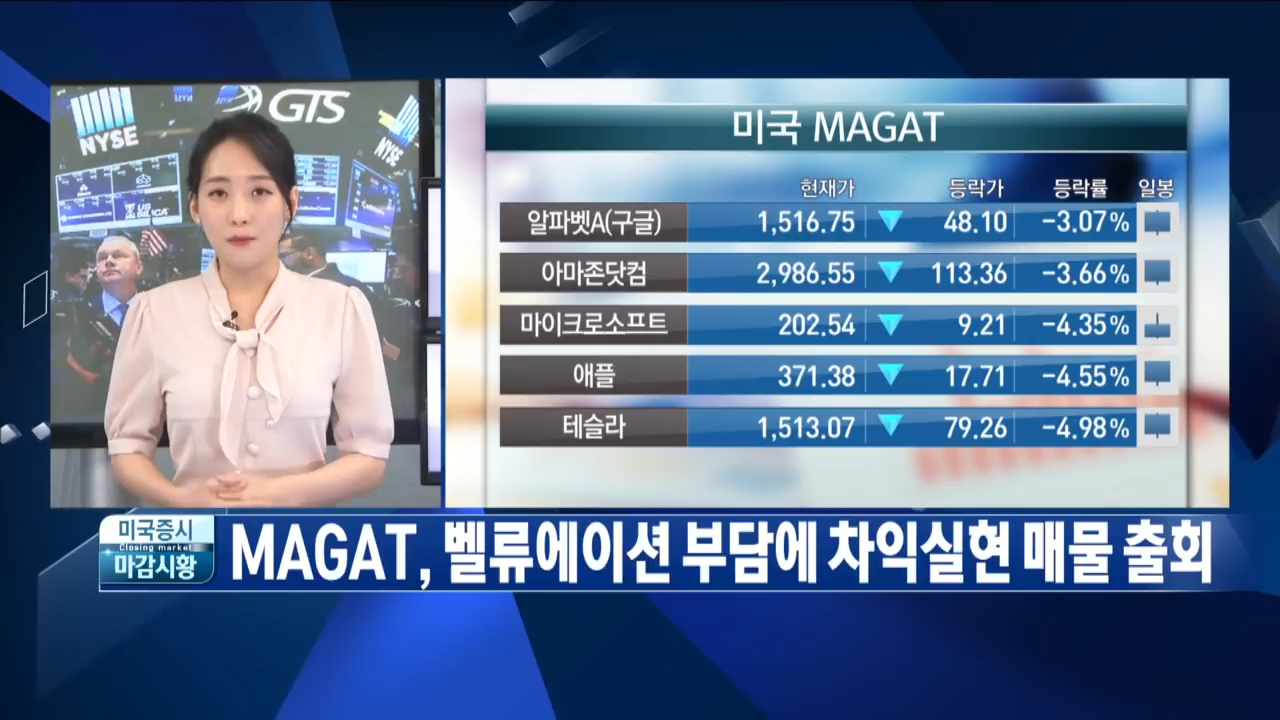 NYSE
GTS
NYSE
US SILICA
미국 MAGAT
현재가 등락가 등락률 일봉
알파벳A(구글) 1,516.75 ▼ 48.10 -3.07%
아마존닷컴 2,986.55 ▼ 113.36 -3.66%
마이크로소프트 202.54 ▼ 9.21 -4.35%
애플 371.38 ▼ 17.71 -4.55%
테슬라 1,513.07 ▼ 79.26 -4.98%
미국증시
Closing market
마감시황
MAGAT, 벨류에이션 부담에 차익실현 매물 출회